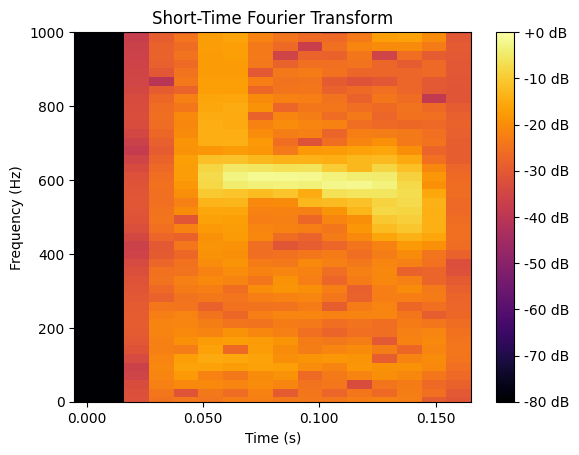 Short-Time Fourier Transform
1000
800
600
400
200
0
Frequency (Hz)
0.000
0.050
0.100
0.150
Time (s)
+0 dB
-10 dB
-20 dB
-30 dB
-40 dB
-50 dB
-60 dB
-70 dB
-80 dB